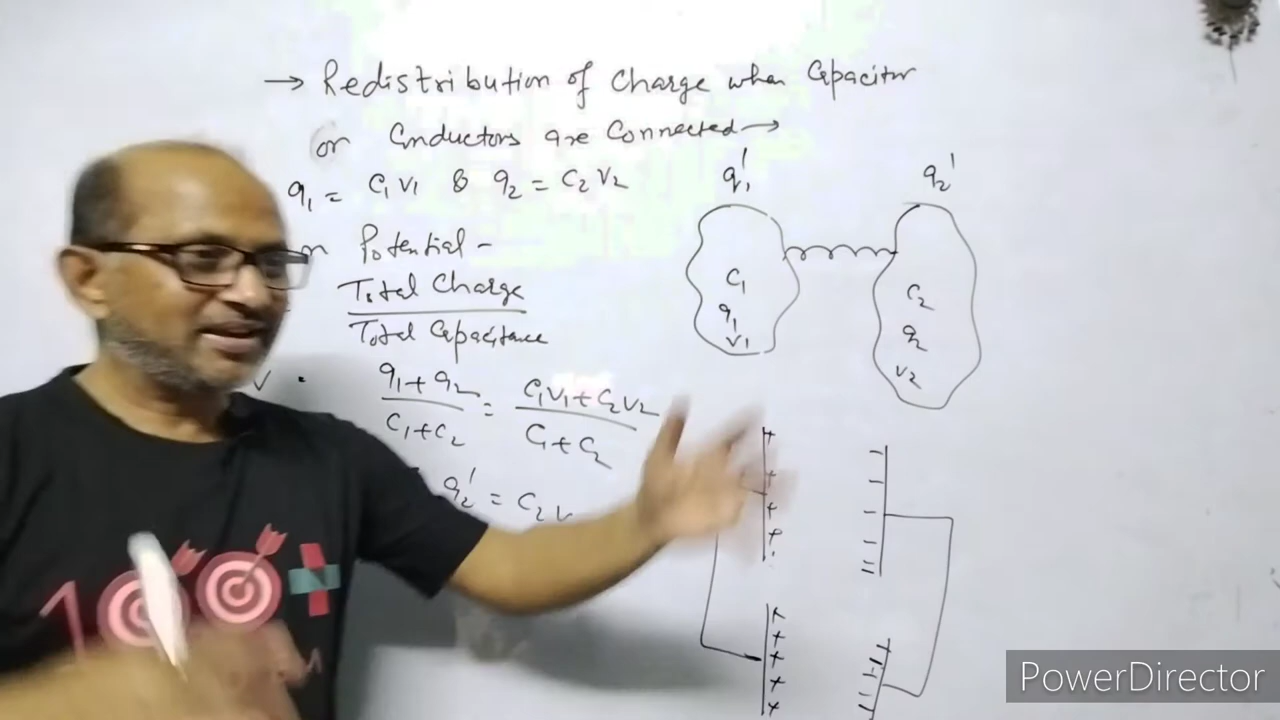 → Redistribution of Charge when Capacitor
or Conductors are Connected →
q₁ = C₁V₁ & q₂ = C₂V₂
Potential -
Total Charge
Total Capacitance
V
q₁+q₂ = C₁V₁+C₂V₂
C₁+C₂ C₁+C₂
q₂' = C₂V
q₁' q₂'
C₁
q₁
V₁
C₂
q₂
V₂
+ + + +
- - - - -
+ + + + +
100+
PowerDirector